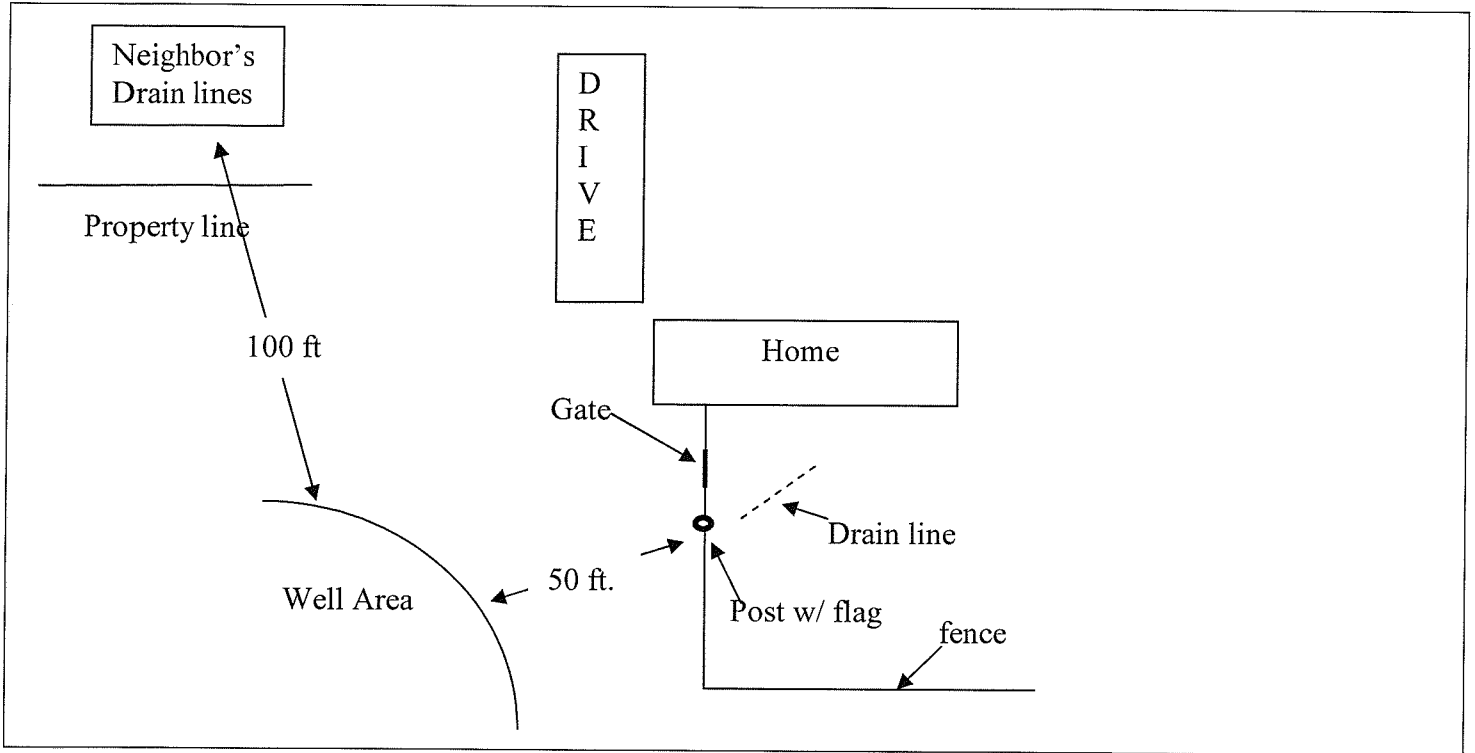 Neighbor's
Drain lines
D
R
I
V
E
Property line
100 ft
Home
Gate
Drain line
50 ft.
Well Area
Post w/ flag
fence